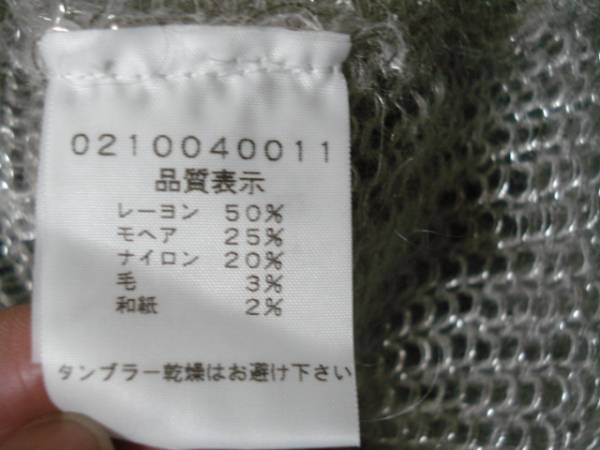 0210040011
品質表示
レーヨン 50%
モヘア 25%
ナイロン 20%
毛 3%
和紙 2%
タンブラー乾燥はお避け下さい